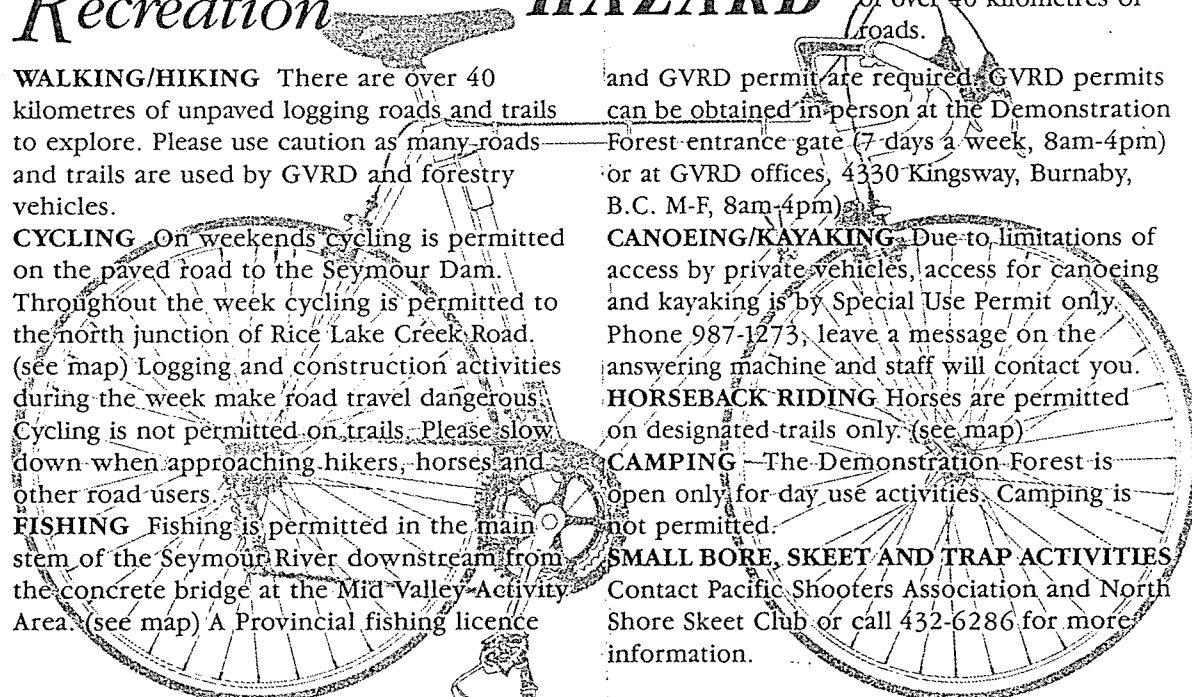 Recreation
HAZARD
of over 40 kilometres of
roads.
WALKING/HIKING There are over 40
kilometres of unpaved logging roads and trails
to explore. Please use caution as many roads
and trails are used by GVRD and forestry
vehicles.
CYCLING On weekends cycling is permitted
on the paved road to the Seymour Dam.
Throughout the week cycling is permitted to
the north junction of Rice Lake Creek Road.
(see map) Logging and construction activities
during the week make road travel dangerous.
Cycling is not permitted on trails. Please slow
down when approaching hikers, horses and
other road users.
FISHING Fishing is permitted in the main
stem of the Seymour River downstream from
the concrete bridge at the Mid Valley Activity
Area. (see map) A Provincial fishing licence
and GVRD permit are required. GVRD permits
can be obtained in person at the Demonstration
Forest entrance gate (7 days a week, 8am-4pm)
or at GVRD offices, 4330 Kingsway, Burnaby,
B.C. M-F, 8am-4pm).
CANOEING/KAYAKING Due to limitations of
access by private vehicles, access for canoeing
and kayaking is by Special Use Permit only.
Phone 987-1273, leave a message on the
answering machine and staff will contact you.
HORSEBACK RIDING Horses are permitted
on designated trails only. (see map)
CAMPING The Demonstration Forest is
open only for day use activities. Camping is
not permitted.
SMALL BORE, SKEET AND TRAP ACTIVITIES
Contact Pacific Shooters Association and North
Shore Skeet Club or call 432-6286 for more
information.